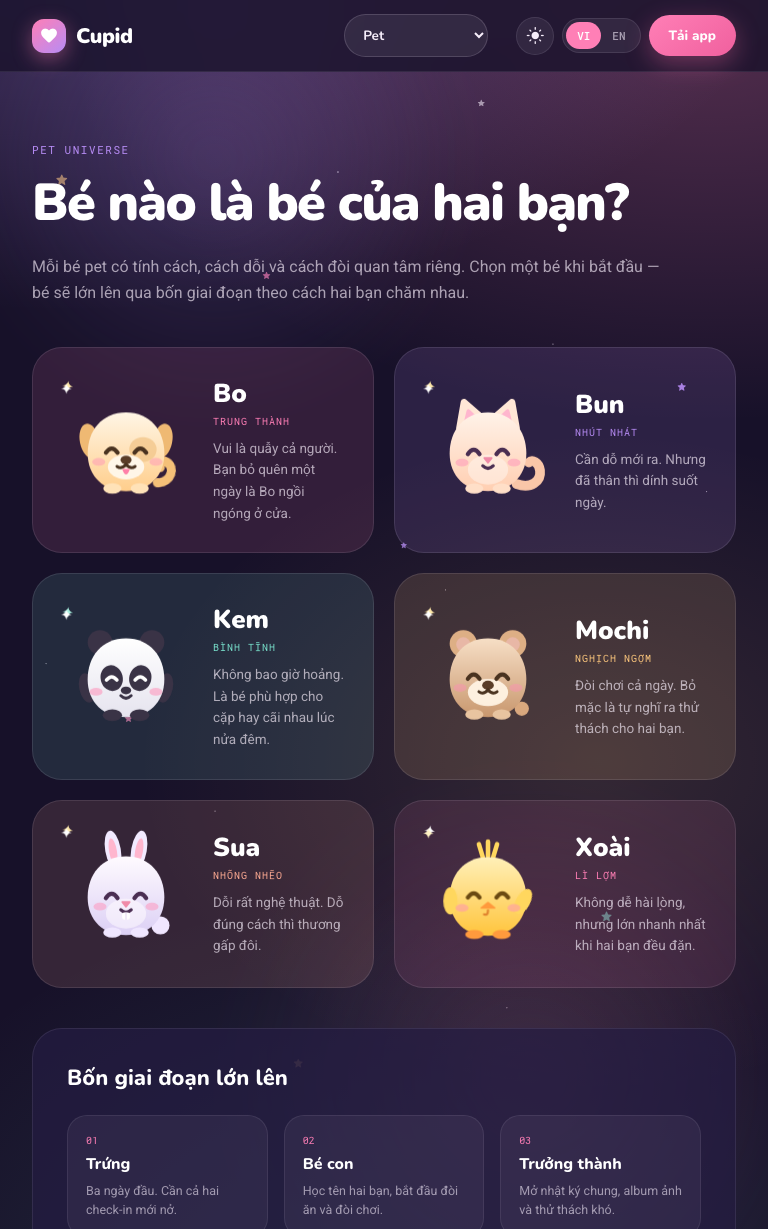 Cupid
Pet
VI
EN
Tải app
PET UNIVERSE
Bé nào là bé của hai bạn?
Mỗi bé pet có tính cách, cách dỗi và cách đòi quan tâm riêng. Chọn một bé khi bắt đầu —
bé sẽ lớn lên qua bốn giai đoạn theo cách hai bạn chăm nhau.
Bo
TRUNG THÀNH
Vui là quẫy cả người.
Bạn bỏ quên một
ngày là Bo ngồi
ngóng ở cửa.
Bun
NHÚT NHÁT
Cần dỗ mới ra. Nhưng
đã thân thì dính suốt
ngày.
Kem
BÌNH TĨNH
Không bao giờ hoảng.
Là bé phù hợp cho
cặp hay cãi nhau lúc
nửa đêm.
Mochi
NGHỊCH NGỢM
Đòi chơi cả ngày. Bỏ
mặc là tự nghĩ ra thử
thách cho hai bạn.
Sua
NHÕNG NHẼO
Dỗi rất nghệ thuật. Dỗ
đúng cách thì thương
gấp đôi.
Xoài
LÌ LỢM
Không dễ hài lòng,
nhưng lớn nhanh nhất
khi hai bạn đều đặn.
Bốn giai đoạn lớn lên
01
Trứng
Ba ngày đầu. Cần cả hai
check-in mới nở.
02
Bé con
Học tên hai bạn, bắt đầu đòi
ăn và đòi chơi.
03
Trưởng thành
Mở nhật ký chung, album ảnh
và thử thách khó.